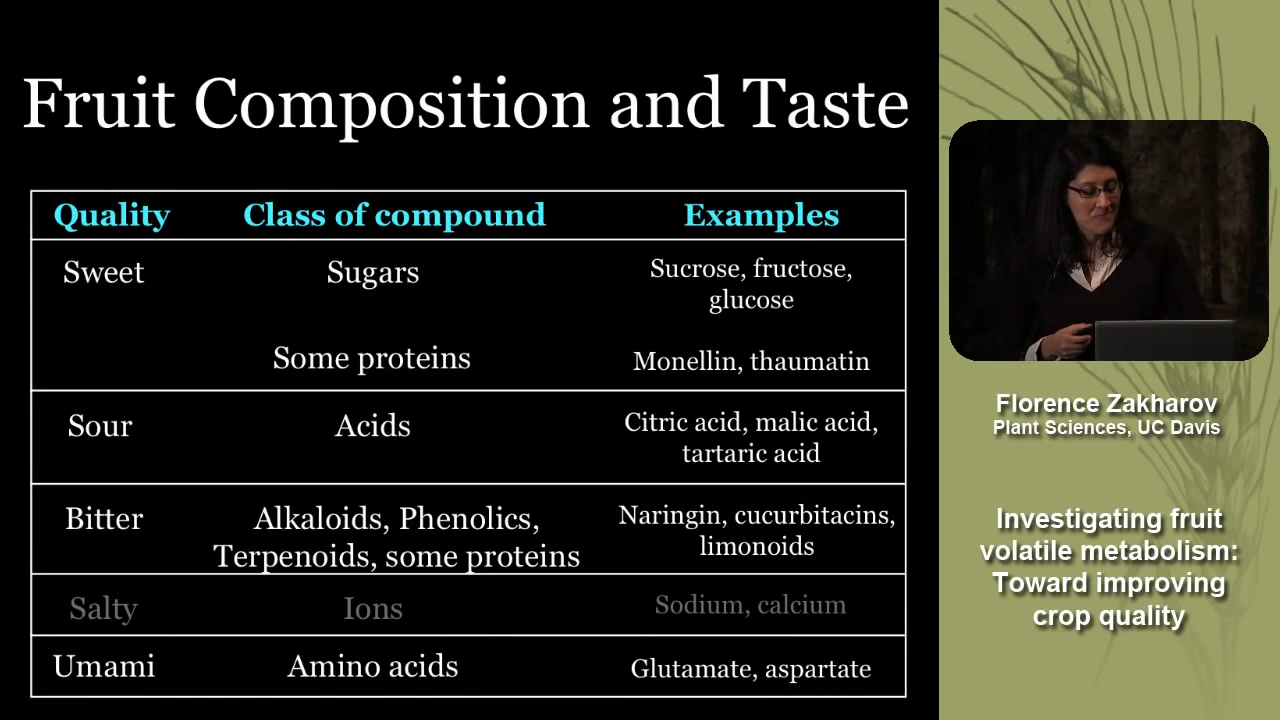 Fruit Composition and Taste
Quality Class of compound Examples
Sweet Sugars Sucrose, fructose,
glucose
Some proteins Monellin, thaumatin
Sour Acids Citric acid, malic acid,
tartaric acid
Bitter Alkaloids, Phenolics, Naringin, cucurbitacins,
Terpenoids, some proteins limonoids
Salty Ions Sodium, calcium
Umami Amino acids Glutamate, aspartate
Florence Zakharov
Plant Sciences, UC Davis
Investigating fruit
volatile metabolism:
Toward improving
crop quality